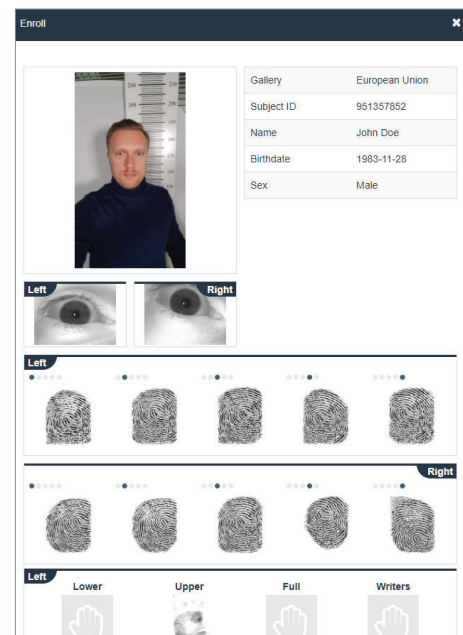 Enroll
Gallery European Union
Subject ID 951357852
Name John Doe
Birthdate 1983-11-28
Sex Male
Left Right
Left
Right
Left
Lower Upper Full Writers